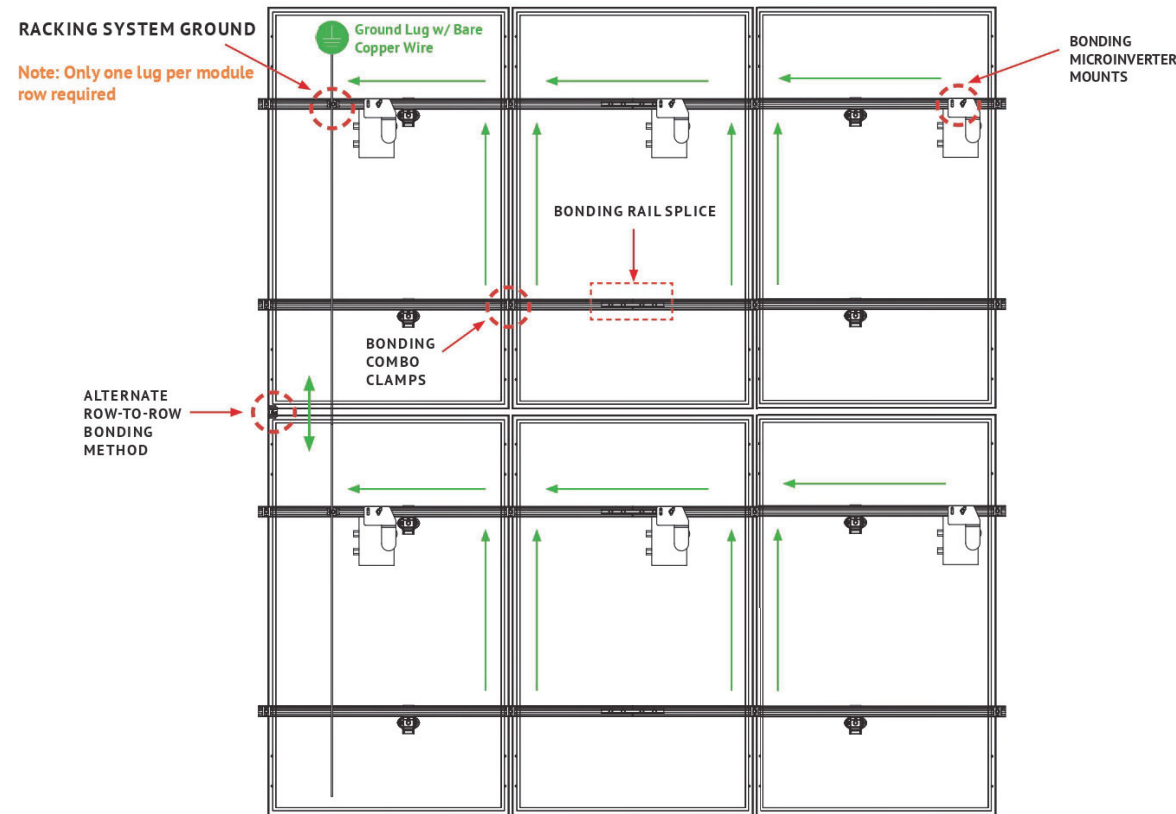 RACKING SYSTEM GROUND
Note: Only one lug per module
row required
Ground Lug w/ Bare
Copper Wire
BONDING
MICROINVERTER
MOUNTS
BONDING RAIL SPLICE
BONDING
COMBO
CLAMPS
ALTERNATE
ROW-TO-ROW
BONDING
METHOD